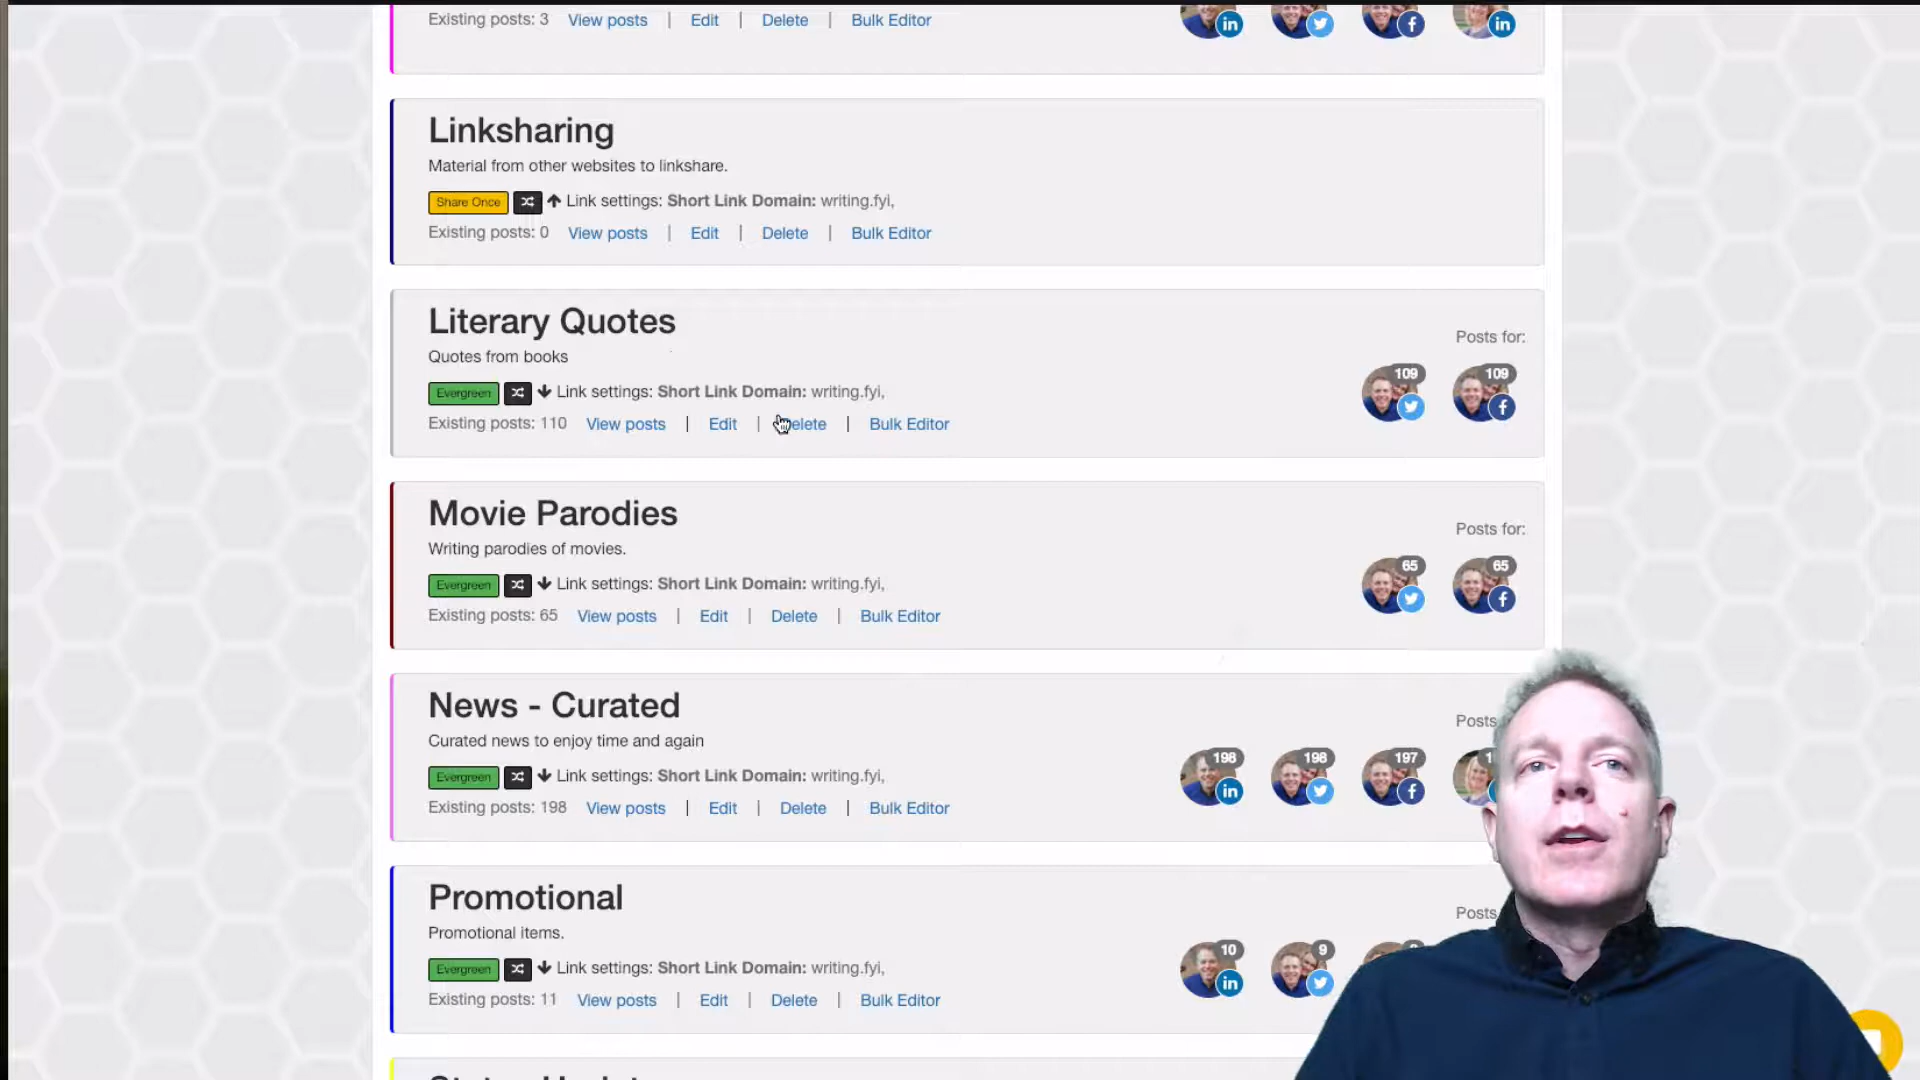 Existing posts: 3 View posts | Edit | Delete | Bulk Editor
Linksharing
Material from other websites to linkshare.
Share Once Link settings: Short Link Domain: writing.fyi,
Existing posts: 0 View posts | Edit | Delete | Bulk Editor
Literary Quotes
Posts for:
Quotes from books
109 109
Evergreen Link settings: Short Link Domain: writing.fyi,
Existing posts: 110 View posts | Edit | Delete | Bulk Editor
Movie Parodies
Posts for:
Writing parodies of movies.
65 65
Evergreen Link settings: Short Link Domain: writing.fyi,
Existing posts: 65 View posts | Edit | Delete | Bulk Editor
News - Curated
Posts
Curated news to enjoy time and again
198 198 197
Evergreen Link settings: Short Link Domain: writing.fyi,
Existing posts: 198 View posts | Edit | Delete | Bulk Editor
Promotional
Posts
Promotional items.
10 9
Evergreen Link settings: Short Link Domain: writing.fyi,
Existing posts: 11 View posts | Edit | Delete | Bulk Editor